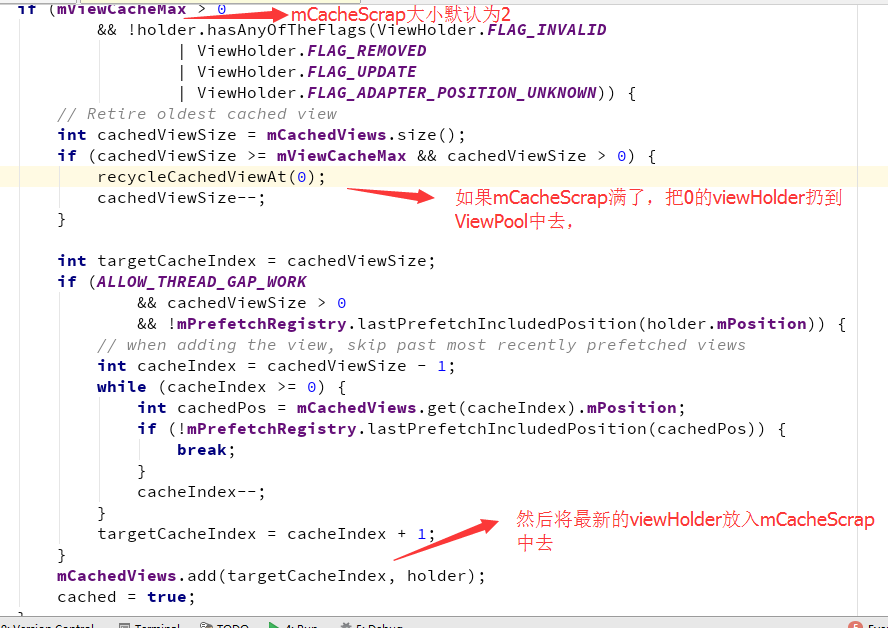 if (mViewCacheMax > 0
mCacheScrap大小默认为2
&& !holder.hasAnyOfTheFlags(ViewHolder.FLAG_INVALID
| ViewHolder.FLAG_REMOVED
| ViewHolder.FLAG_UPDATE
| ViewHolder.FLAG_ADAPTER_POSITION_UNKNOWN)) {
// Retire oldest cached view
int cachedViewSize = mCachedViews.size();
if (cachedViewSize >= mViewCacheMax && cachedViewSize > 0) {
recycleCachedViewAt(0);
cachedViewSize--;
如果mCacheScrap满了，把0的viewHolder扔到
ViewPool中去，
}
int targetCacheIndex = cachedViewSize;
if (ALLOW_THREAD_GAP_WORK
&& cachedViewSize > 0
&& !mPrefetchRegistry.lastPrefetchIncludedPosition(holder.mPosition)) {
// when adding the view, skip past most recently prefetched views
int cacheIndex = cachedViewSize - 1;
while (cacheIndex >= 0) {
int cachedPos = mCachedViews.get(cacheIndex).mPosition;
if (!mPrefetchRegistry.lastPrefetchIncludedPosition(cachedPos)) {
break;
}
cacheIndex--;
}
targetCacheIndex = cacheIndex + 1;
然后将最新的viewHolder放入mCacheScrap
中去
}
mCachedViews.add(targetCacheIndex, holder);
cached = true;
Version Control Terminal TODO 4: Run 5: Debug